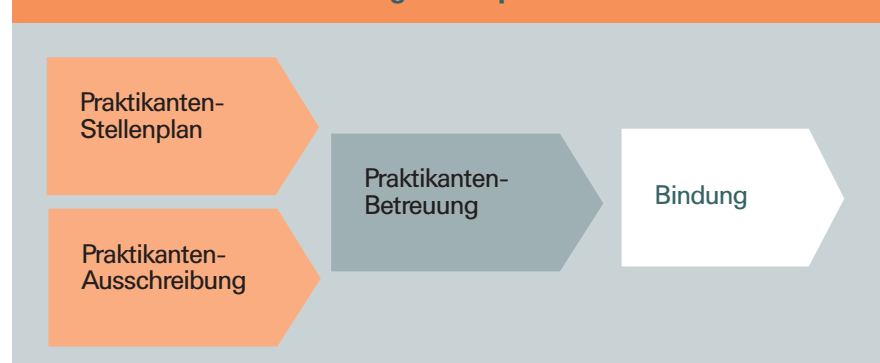 Praktikanten-
Stellenplan
Praktikanten-
Ausschreibung
Praktikanten-
Betreuung
Bindung